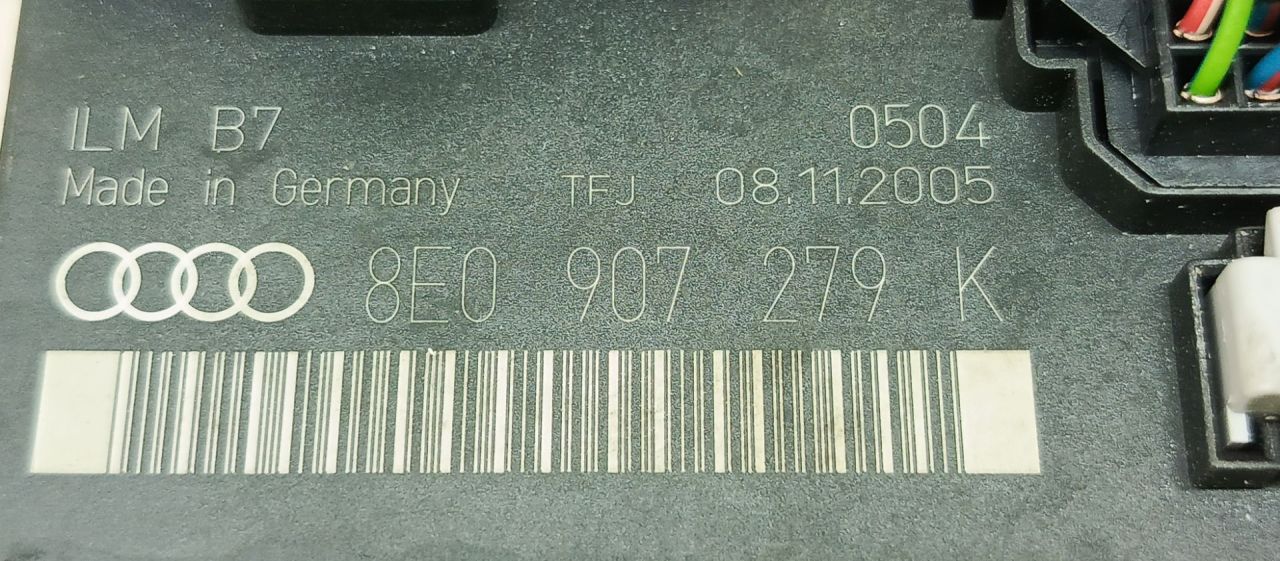 ILM B7 0504
Made in Germany TFJ 08.11.2005
8E0 907 279 K